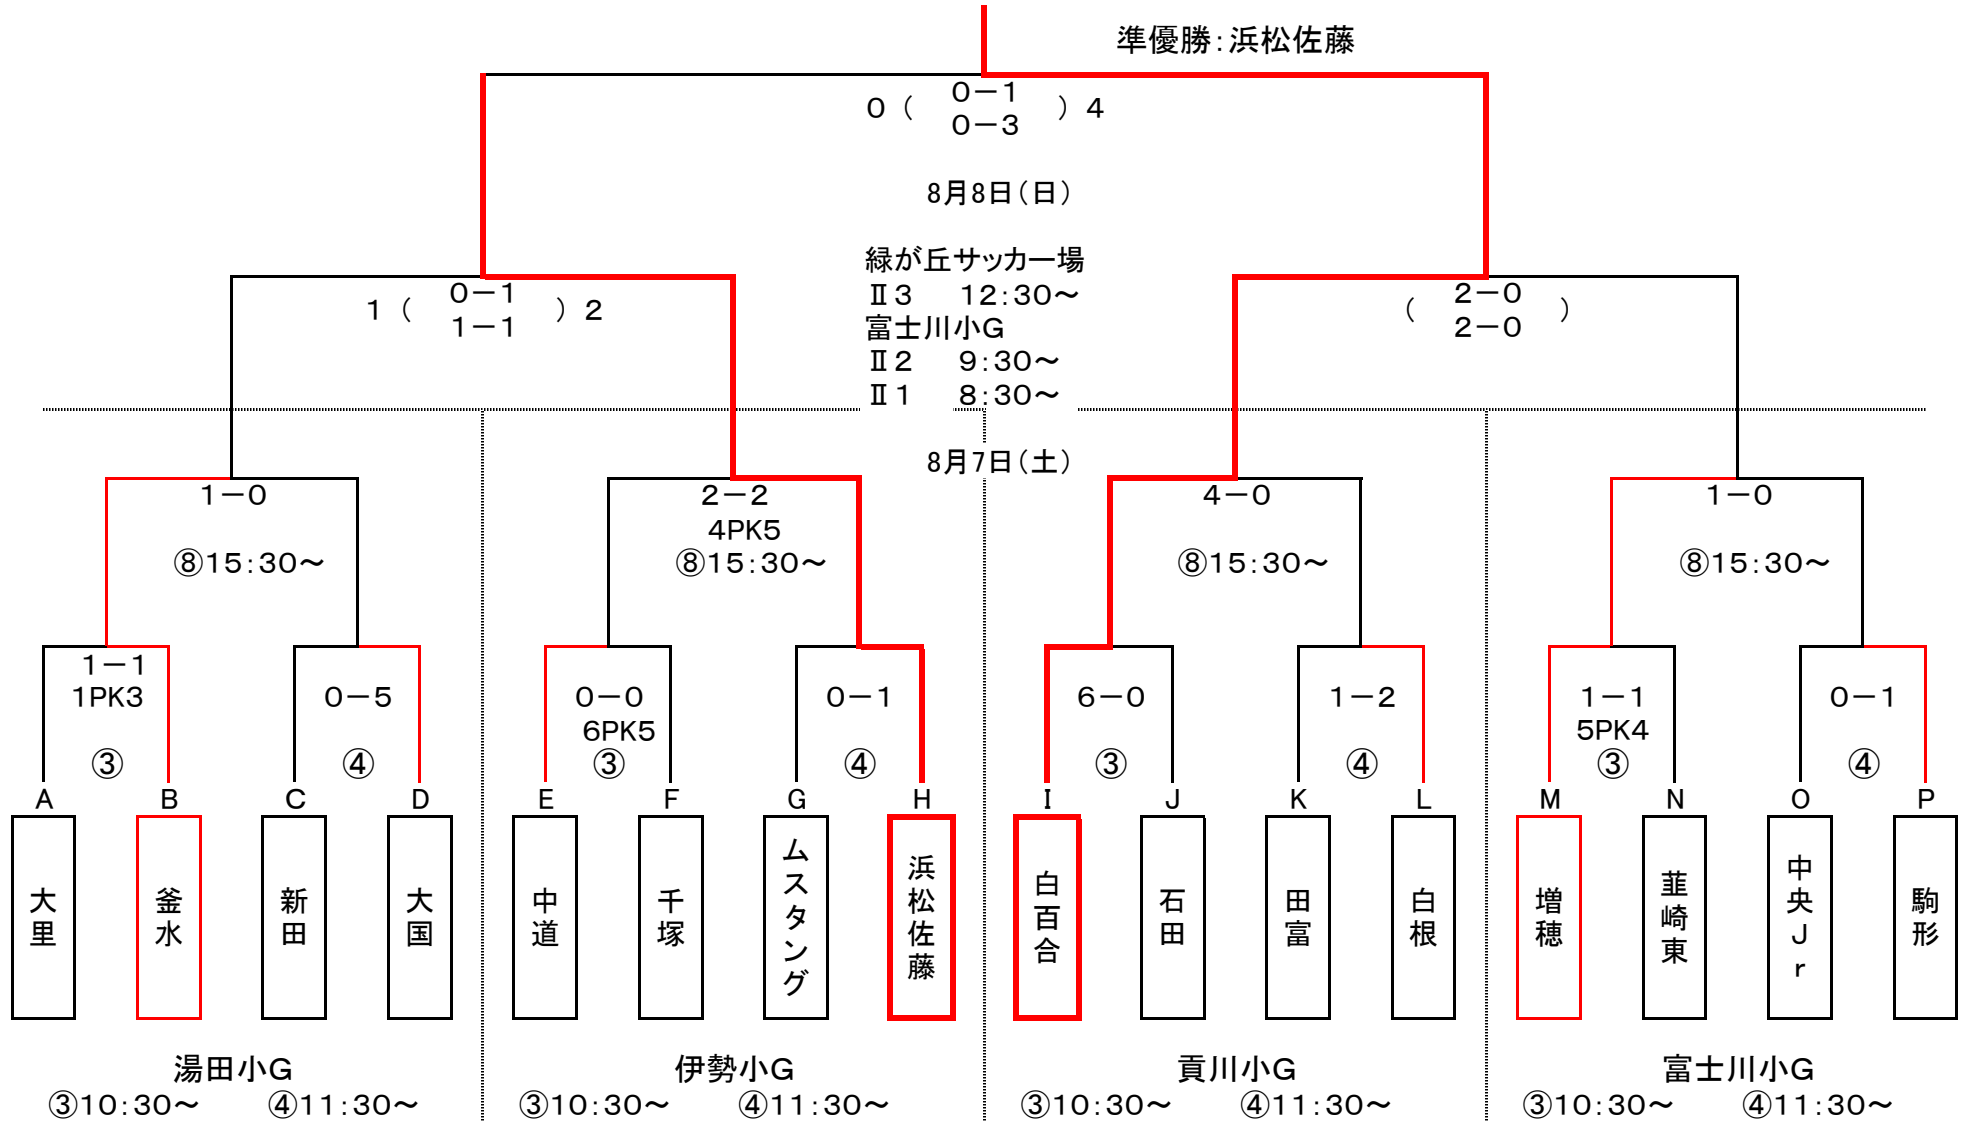 準優勝：浜松佐藤
0（ 0－1 ）4
0－3
8月8日（日）
緑が丘サッカー場
Ⅱ3 12：30～
富士川小G
Ⅱ2 9：30～
Ⅱ1 8：30～
1（ 0－1 ）2
1－1
（ 2－0 ）
2－0
8月7日（土）
1－0
⑧15：30～
2－2
4PK5
⑧15：30～
4－0
⑧15：30～
1－0
⑧15：30～
1－1
1PK3
③
0－5
④
0－0
6PK5
③
0－1
④
6－0
③
1－2
④
1－1
5PK4
③
0－1
④
A B C D E F G H I J K L M N O P
大里
釜水
新田
大国
中道
千塚
ムスタング
浜松佐藤
白百合
石田
田富
白根
増穂
韮崎東
中央Jr
駒形
湯田小G
③10：30～ ④11：30～
伊勢小G
③10：30～ ④11：30～
貢川小G
③10：30～ ④11：30～
富士川小G
③10：30～ ④11：30～